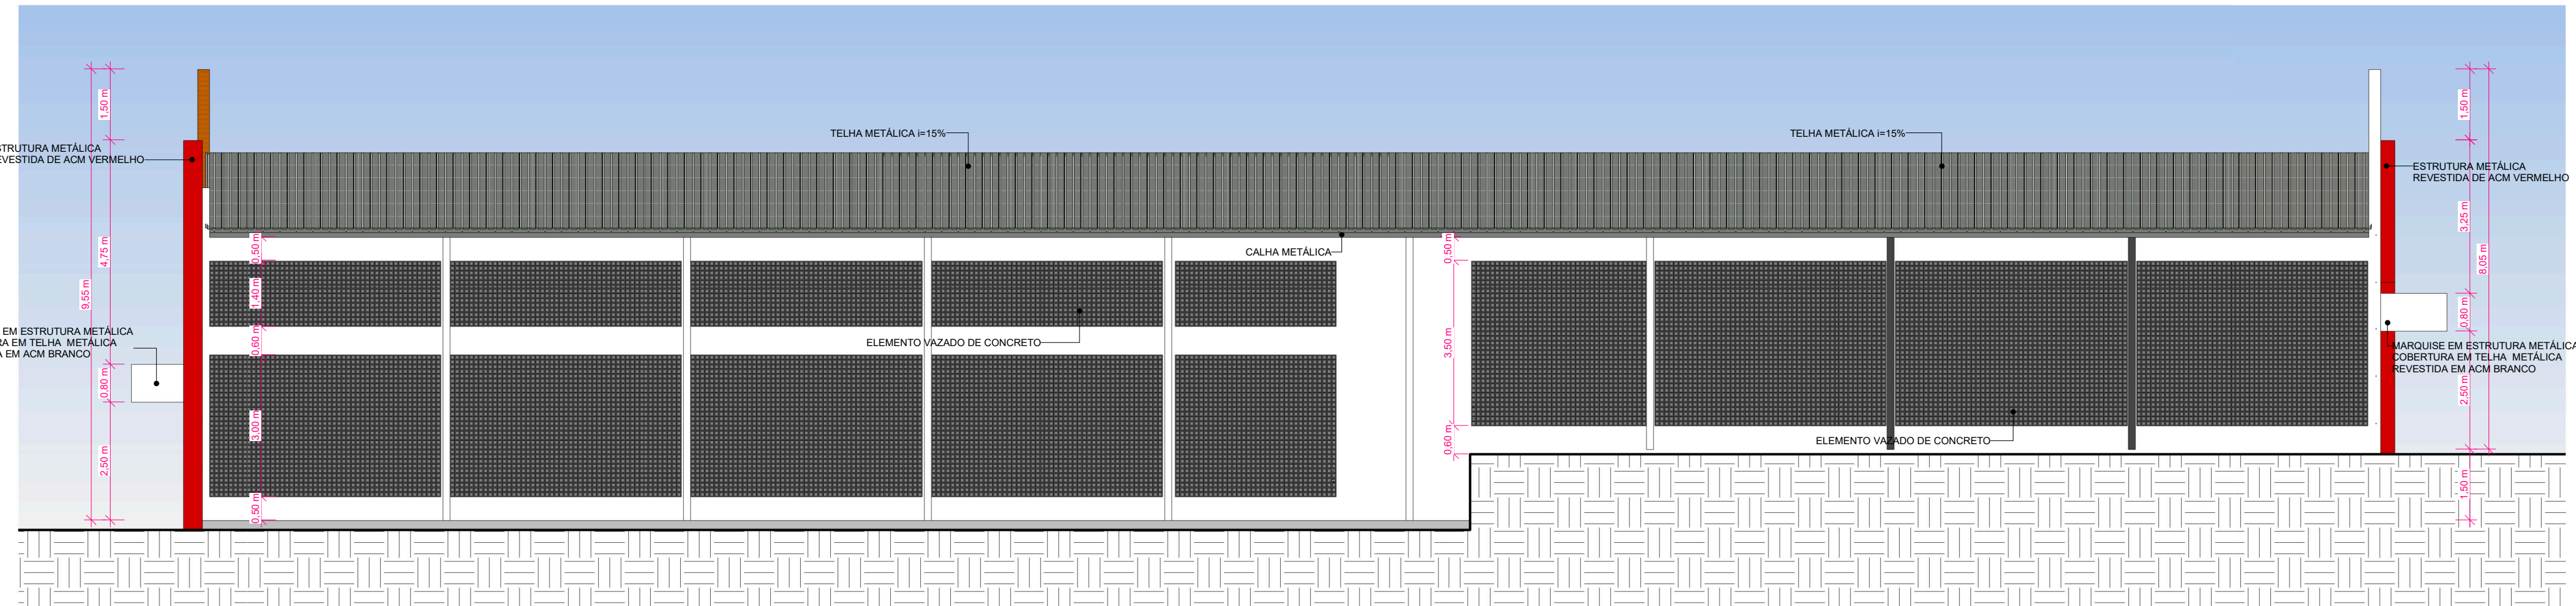 1,50 m
4,75 m
9,55 m
0,80 m
2,50 m
STRUTURA METÁLICA
EVESTIDA DE ACM VERMELHO
EM ESTRUTURA METÁLICA
RA EM TELHA  METÁLICA
A EM ACM BRANCO
0,50 m
1,40 m
0,60 m
3,00 m
0,50 m
TELHA METÁLICA i=15%
ELEMENTO VAZADO DE CONCRETO
CALHA METÁLICA
0,50 m
3,50 m
0,60 m
TELHA METÁLICA i=15%
ELEMENTO VAZADO DE CONCRETO
ESTRUTURA METÁLICA
REVESTIDA DE ACM VERMELHO
MARQUISE EM ESTRUTURA METÁLICA
COBERTURA EM TELHA  METÁLICA
REVESTIDA EM ACM BRANCO
1,50 m
3,25 m
8,05 m
0,80 m
2,50 m
1,50 m